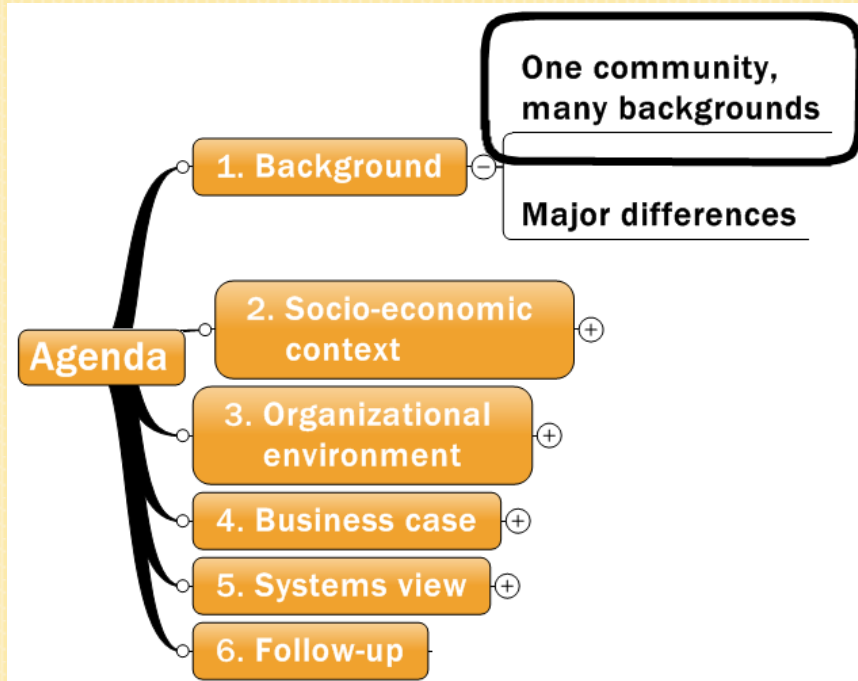 One community,
many backgrounds
1. Background
Major differences
2. Socio-economic
context
Agenda
3. Organizational
environment
4. Business case
5. Systems view
6. Follow-up